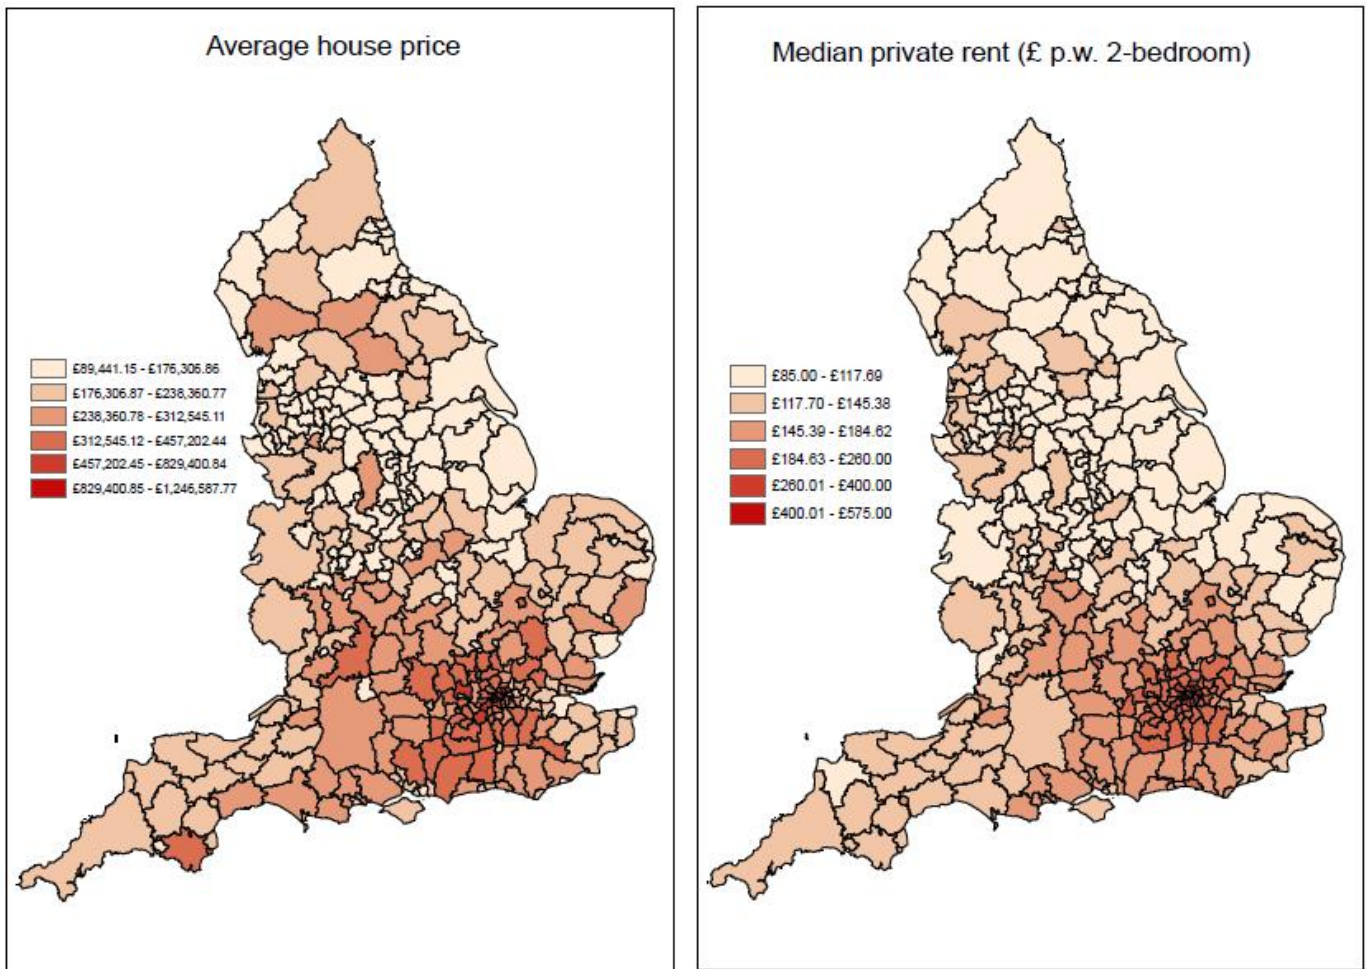 Average house price
£89,441.15 - £176,306.86
£176,306.87 - £238,360.77
£238,360.78 - £312,545.11
£312,545.12 - £457,202.44
£457,202.45 - £829,400.84
£829,400.85 - £1,246,587.77
Median private rent (£ p.w. 2-bedroom)
£85.00 - £117.69
£117.70 - £145.38
£145.39 - £184.62
£184.63 - £260.00
£260.01 - £400.00
£400.01 - £575.00